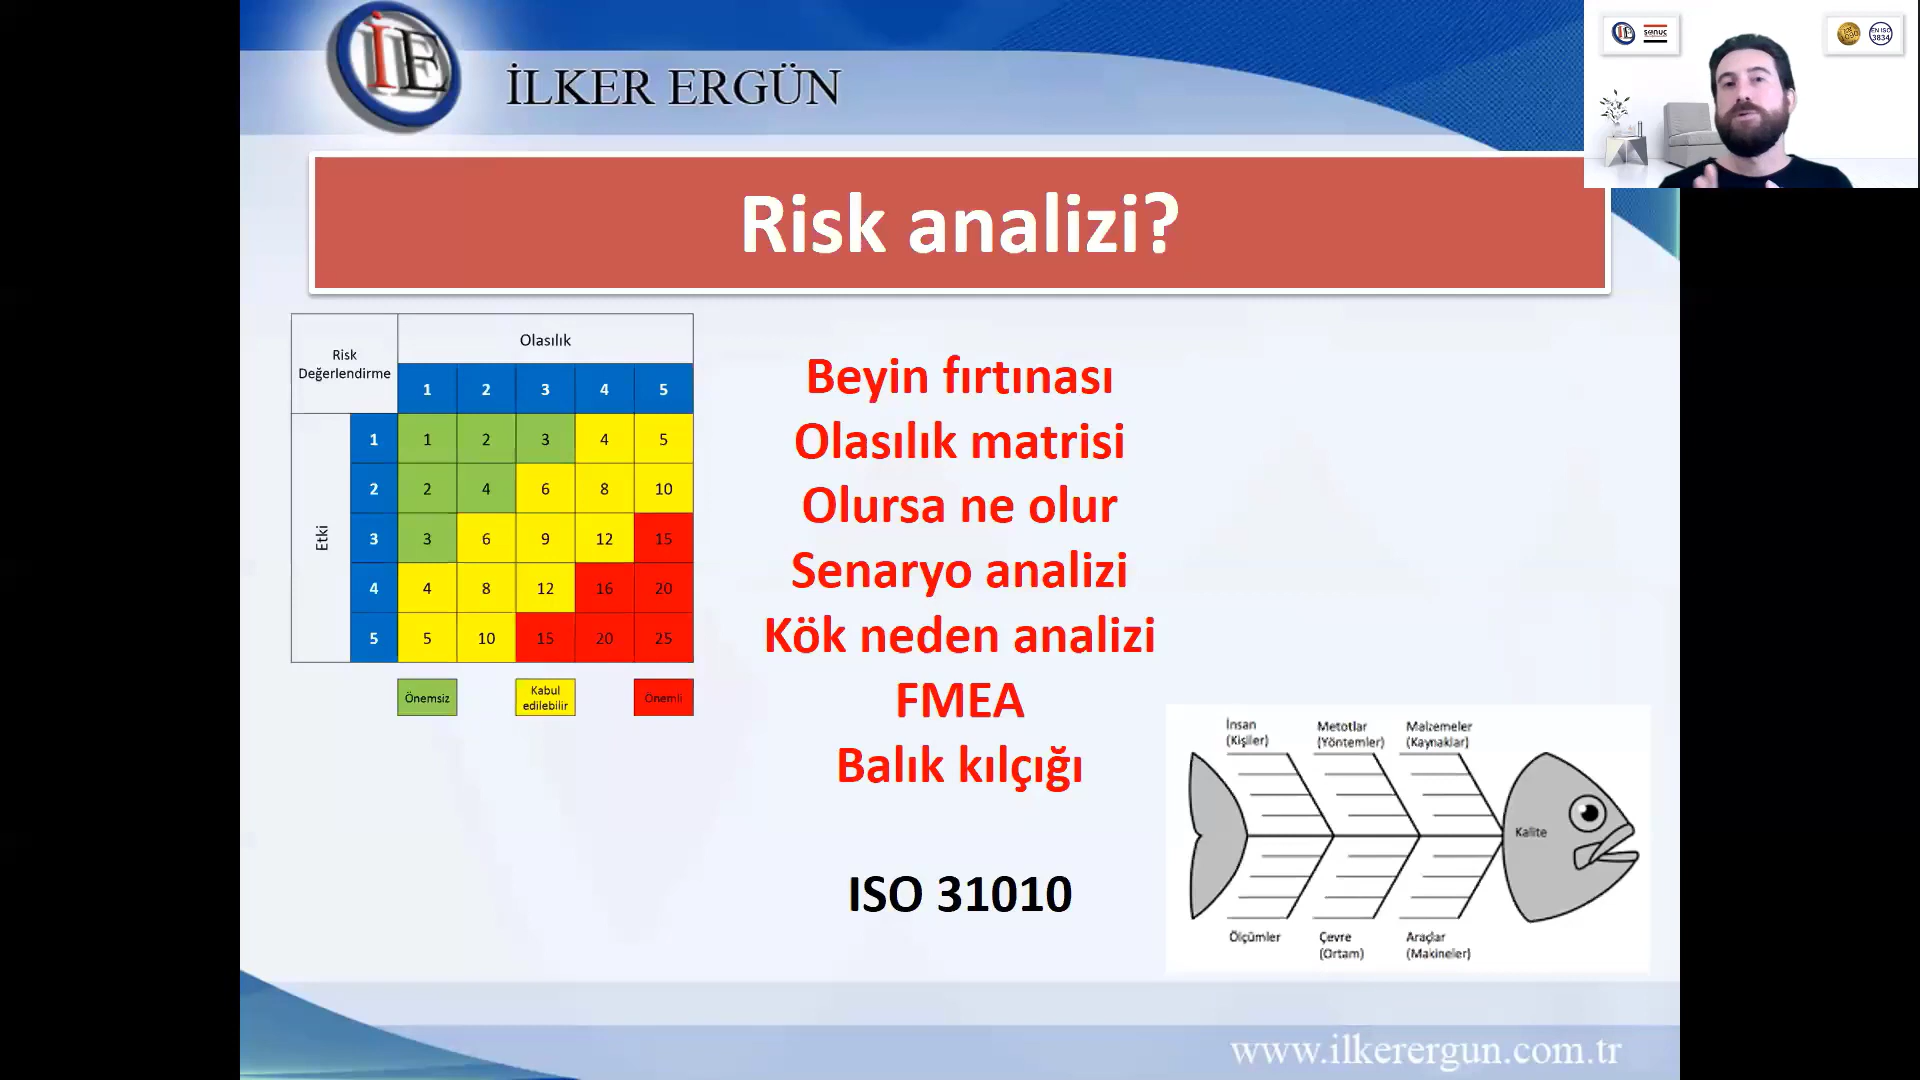 İE
İLKER ERGÜN
sonuç
EN ISO
3834
Risk analizi?
Risk
Değerlendirme
Olasılık
1 2 3 4 5
Etki
1 1 2 3 4 5
2 2 4 6 8 10
3 3 6 9 12 15
4 4 8 12 16 20
5 5 10 15 20 25
Önemsiz
Kabul
edilebilir
Önemli
Beyin fırtınası
Olasılık matrisi
Olursa ne olur
Senaryo analizi
Kök neden analizi
FMEA
Balık kılçığı
ISO 31010
İnsan
(Kişiler)
Metotlar
(Yöntemler)
Malzemeler
(Kaynaklar)
Kalite
Ölçümler
Çevre
(Ortam)
Araçlar
(Makineler)
www.ilkerergun.com.tr